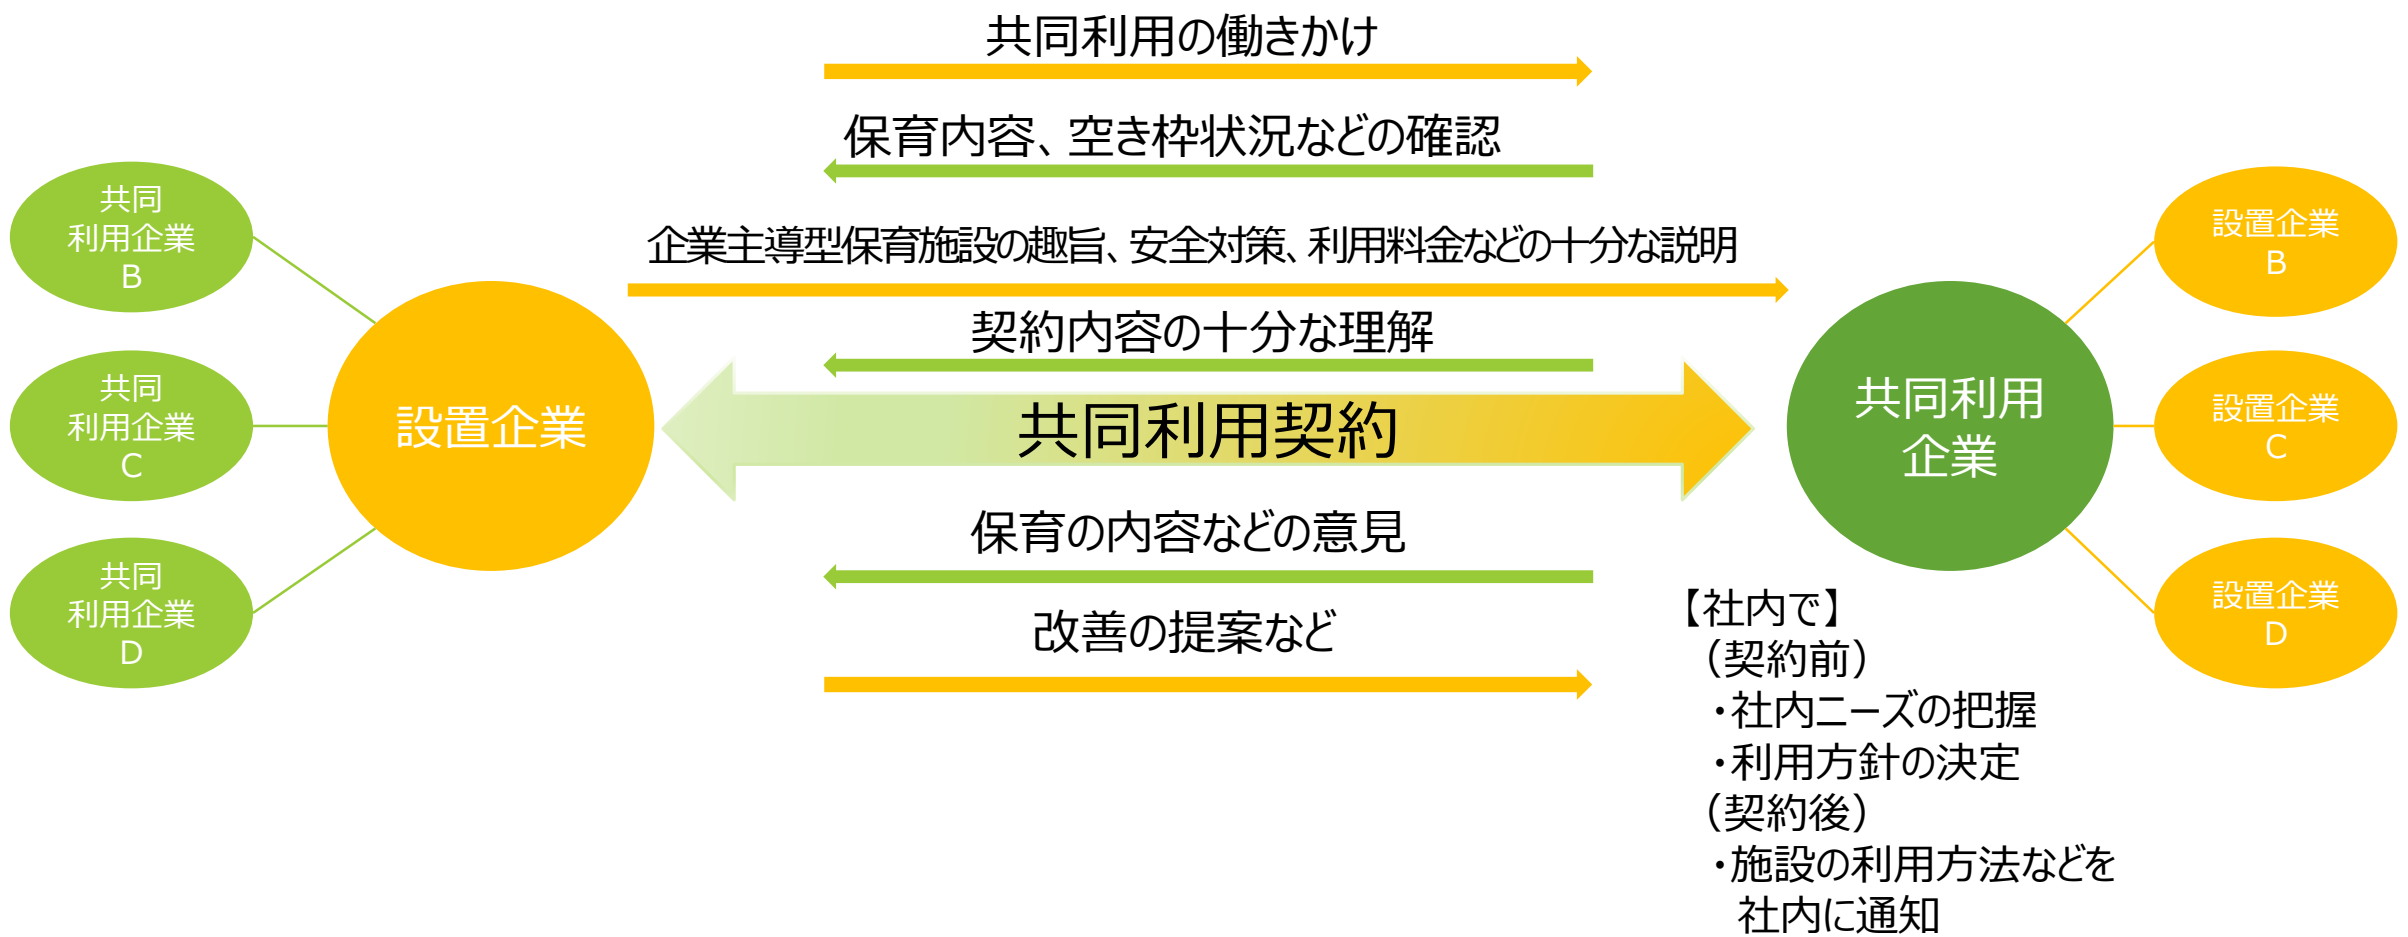 共同利用の働きかけ
保育内容、空き枠状況などの確認
企業主導型保育施設の趣旨、安全対策、利用料金などの十分な説明
契約内容の十分な理解
共同利用契約
保育の内容などの意見
改善の提案など
共同
利用企業
B
共同
利用企業
C
共同
利用企業
D
設置企業
共同利用
企業
設置企業
B
設置企業
C
設置企業
D
【社内で】
（契約前）
・社内ニーズの把握
・利用方針の決定
（契約後）
・施設の利用方法などを
社内に通知